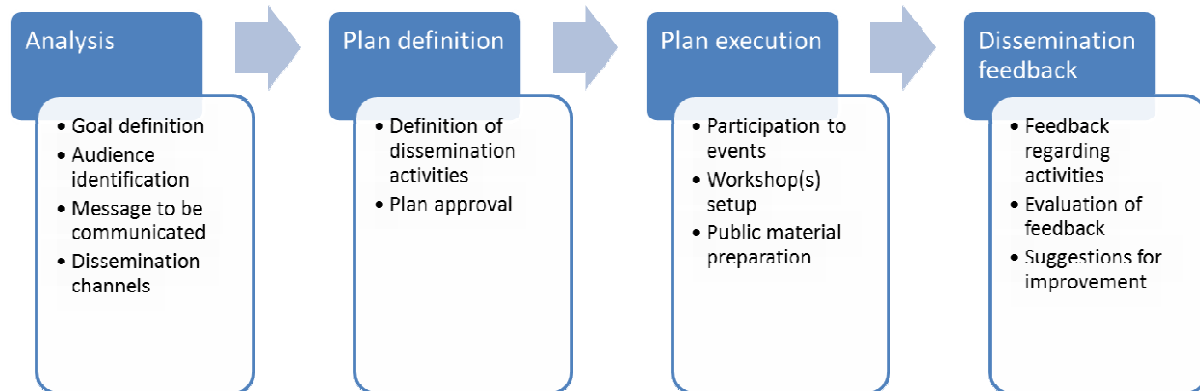 Analysis
• Goal definition
• Audience
identification
• Message to be
communicated
• Dissemination
channels
Plan definition
• Definition of
dissemination
activities
• Plan approval
Plan execution
• Participation to
events
• Workshop(s)
setup
• Public material
preparation
Dissemination
feedback
• Feedback
regarding
activities
• Evaluation of
feedback
• Suggestions for
improvement